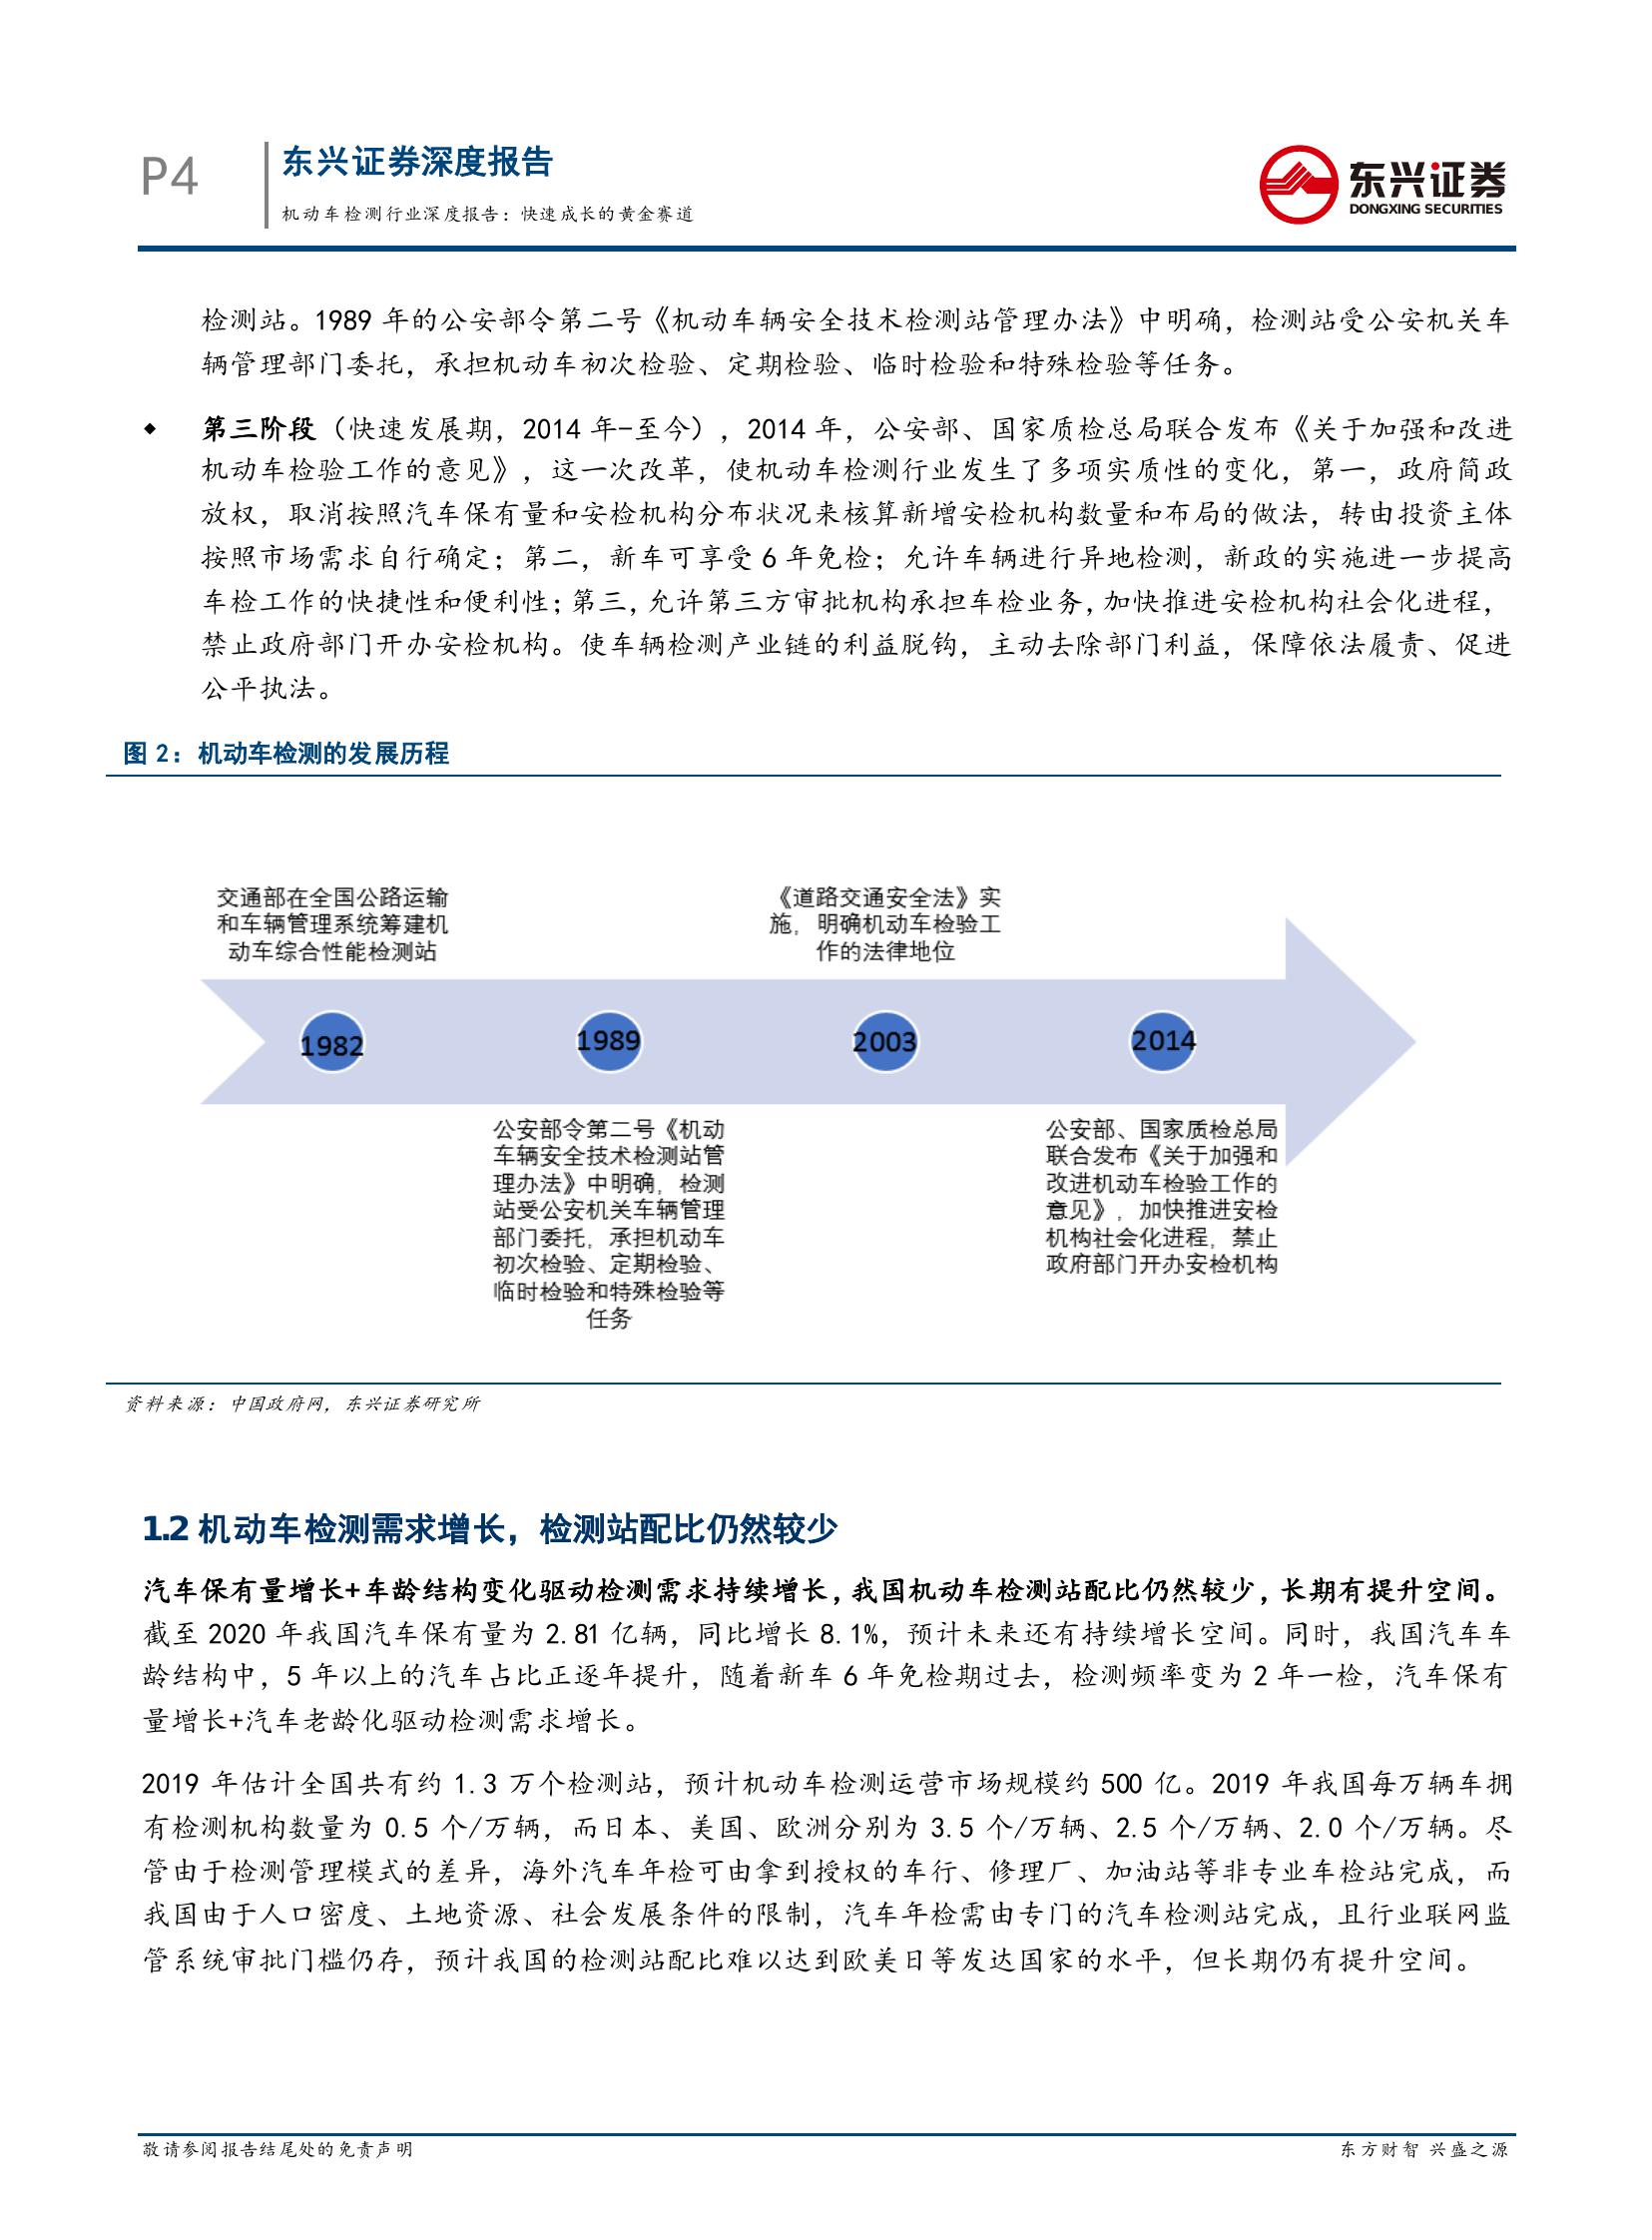 P4
东兴证券深度报告
机动车检测行业深度报告：快速成长的黄金赛道
东兴证券
DONGXING SECURITIES
检测站。1989 年的公安部令第二号《机动车辆安全技术检测站管理办法》中明确，检测站受公安机关车
辆管理部门委托，承担机动车初次检验、定期检验、临时检验和特殊检验等任务。
◆ 第三阶段（快速发展期，2014 年-至今），2014 年，公安部、国家质检总局联合发布《关于加强和改进
机动车检验工作的意见》，这一次改革，使机动车检测行业发生了多项实质性的变化，第一，政府简政
放权，取消按照汽车保有量和安检机构分布状况来核算新增安检机构数量和布局的做法，转由投资主体
按照市场需求自行确定；第二，新车可享受 6 年免检；允许车辆进行异地检测，新政的实施进一步提高
车检工作的快捷性和便利性；第三，允许第三方审批机构承担车检业务，加快推进安检机构社会化进程，
禁止政府部门开办安检机构。使车辆检测产业链的利益脱钩，主动去除部门利益，保障依法履责、促进
公平执法。
图 2：机动车检测的发展历程
交通部在全国公路运输
和车辆管理系统筹建机
动车综合性能检测站
《道路交通安全法》实
施，明确机动车检验工
作的法律地位
1982
1989
2003
2014
公安部令第二号《机动
车辆安全技术检测站管
理办法》中明确，检测
站受公安机关车辆管理
部门委托，承担机动车
初次检验、定期检验、
临时检验和特殊检验等
任务
公安部、国家质检总局
联合发布《关于加强和
改进机动车检验工作的
意见》，加快推进安检
机构社会化进程，禁止
政府部门开办安检机构
资料来源：中国政府网，东兴证券研究所
1.2 机动车检测需求增长，检测站配比仍然较少
汽车保有量增长+车龄结构变化驱动检测需求持续增长，我国机动车检测站配比仍然较少，长期有提升空间。
截至 2020 年我国汽车保有量为 2.81 亿辆，同比增长 8.1%，预计未来还有持续增长空间。同时，我国汽车车
龄结构中，5 年以上的汽车占比正逐年提升，随着新车 6 年免检期过去，检测频率变为 2 年一检，汽车保有
量增长+汽车老龄化驱动检测需求增长。
2019 年估计全国共有约 1.3 万个检测站，预计机动车检测运营市场规模约 500 亿。2019 年我国每万辆车拥
有检测机构数量为 0.5 个/万辆，而日本、美国、欧洲分别为 3.5 个/万辆、2.5 个/万辆、2.0 个/万辆。尽
管由于检测管理模式的差异，海外汽车年检可由拿到授权的车行、修理厂、加油站等非专业车检站完成，而
我国由于人口密度、土地资源、社会发展条件的限制，汽车年检需由专门的汽车检测站完成，且行业联网监
管系统审批门槛仍存，预计我国的检测站配比难以达到欧美日等发达国家的水平，但长期仍有提升空间。
敬请参阅报告结尾处的免责声明
东方财智 兴盛之源